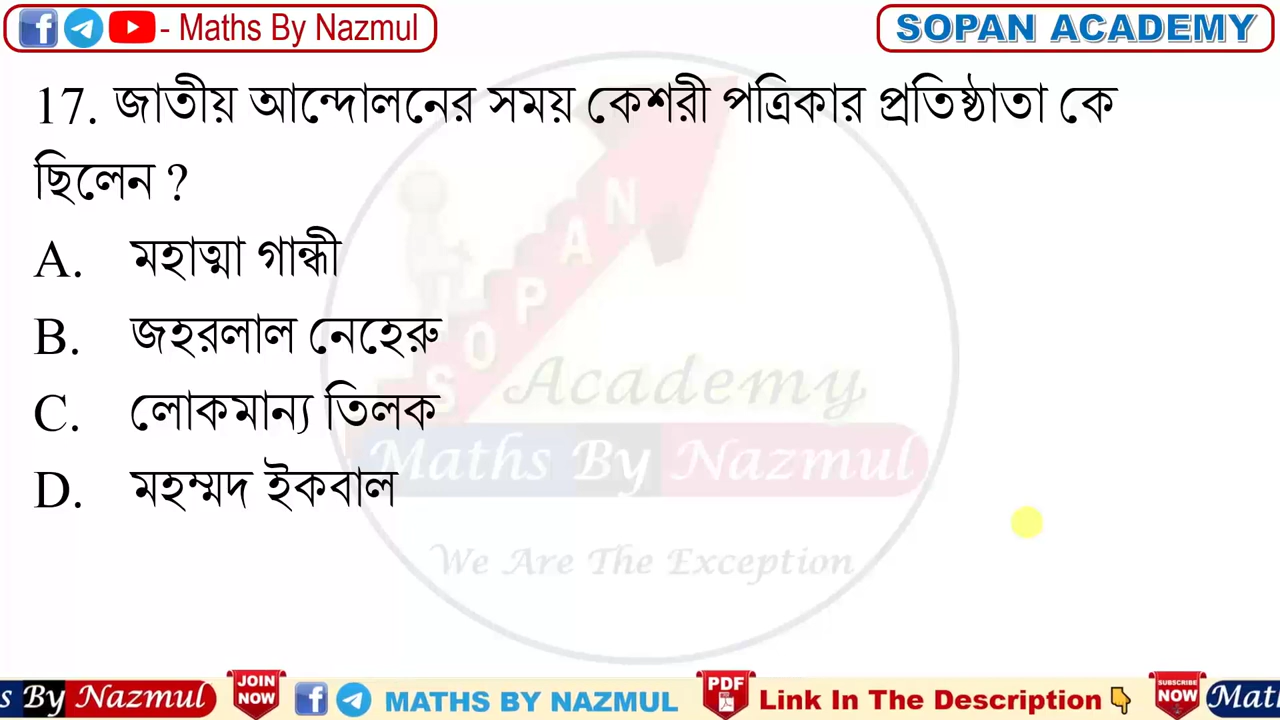 - Maths By Nazmul
SOPAN ACADEMY
17. জাতীয় আন্দোলনের সময় কেশরী পত্রিকার প্রতিষ্ঠাতা কে
ছিলেন ?
A. মহাত্মা গান্ধী
B. জহরলাল নেহেরু
C. লোকমান্য তিলক
D. মহম্মদ ইকবাল
SOPAN
Academy
Maths By Nazmul
We Are The Exception
s By Nazmul JOIN NOW MATHS BY NAZMUL PDF Link In The Description SUBSCRIBE NOW Mat